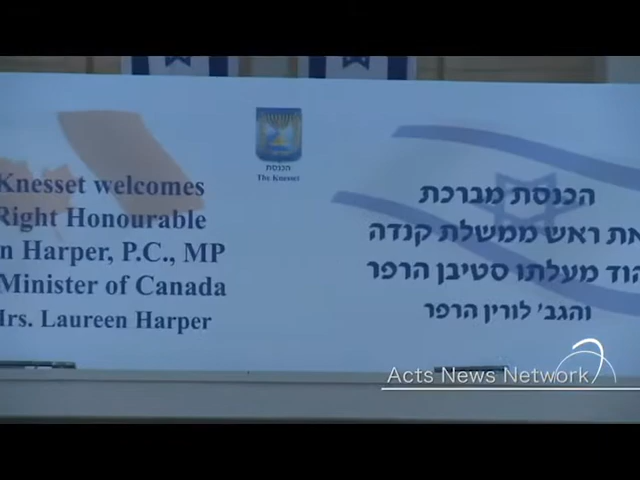 הכנסת
The Knesset
Knesset welcomes
Right Honourable
n Harper, P.C., MP
Minister of Canada
Mrs. Laureen Harper
הכנסת מברכת
את ראש ממשלת קנדה
הוד מעלתו סטיבן הרפר
והגב' לורין הרפר
Acts News Network